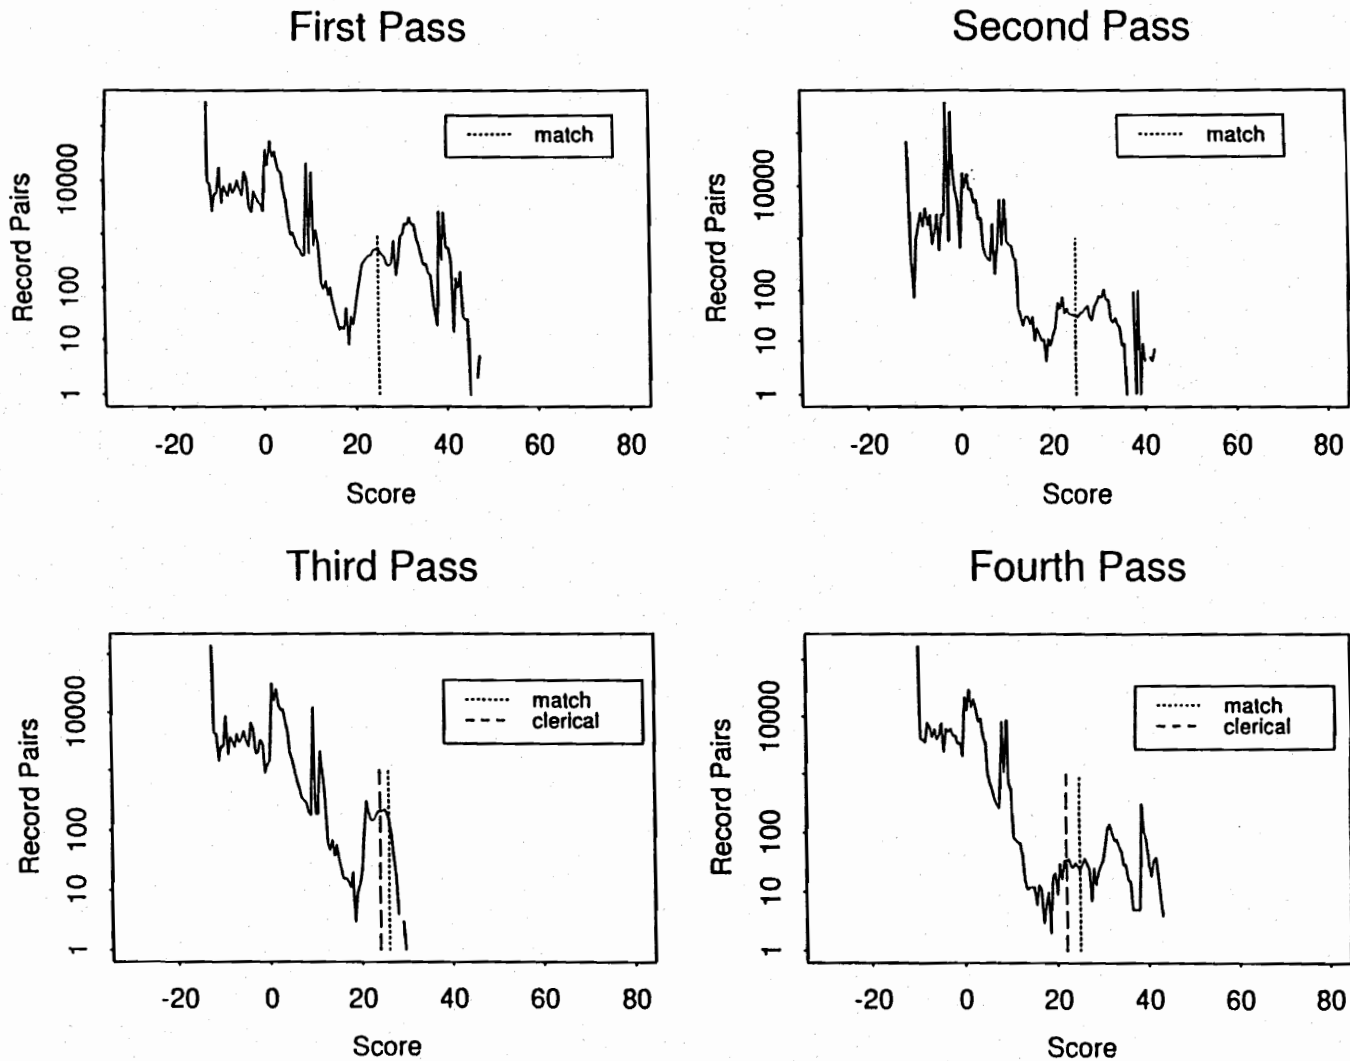 First Pass
Record Pairs
10000
100
10
1
match
-20 0 20 40 60 80
Score
Second Pass
Record Pairs
10000
100
10
1
match
-20 0 20 40 60 80
Score
Third Pass
Record Pairs
10000
100
10
1
match
clerical
-20 0 20 40 60 80
Score
Fourth Pass
Record Pairs
10000
100
10
1
match
clerical
-20 0 20 40 60 80
Score